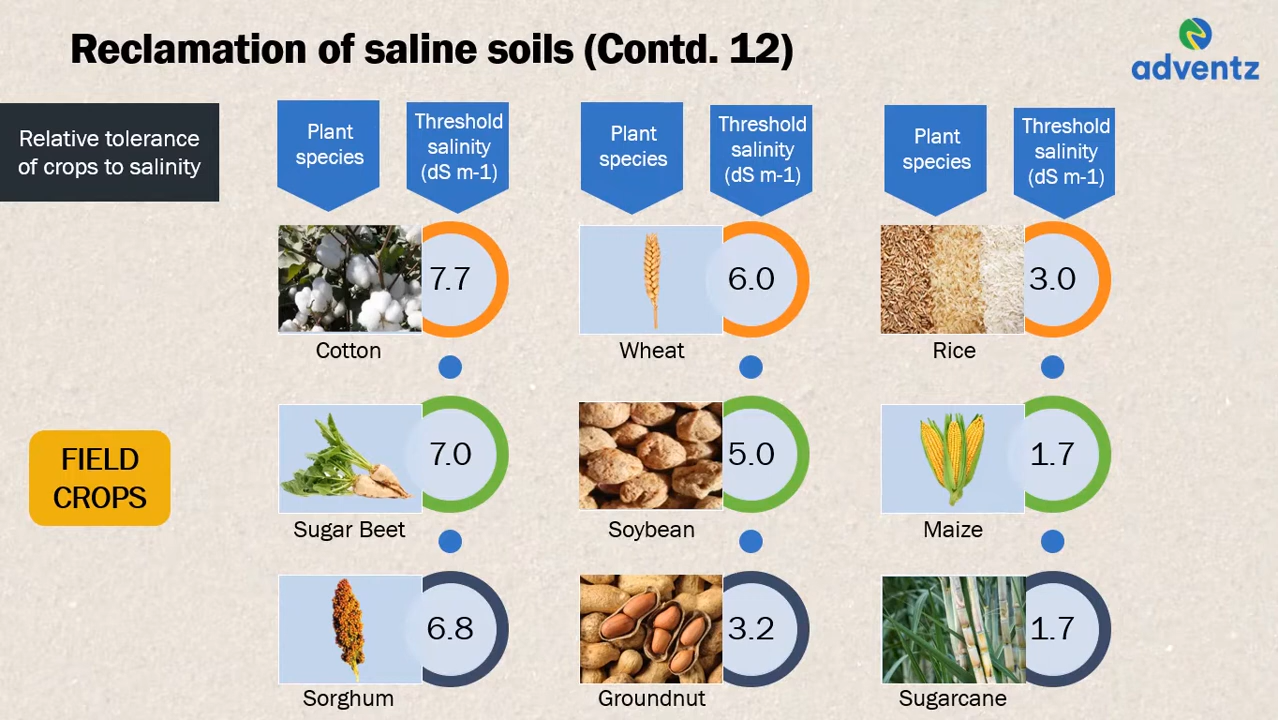 Reclamation of saline soils (Contd. 12)
adventz
Relative tolerance
of crops to salinity
Plant
species
Threshold
salinity
(dS m-1)
Plant
species
Threshold
salinity
(dS m-1)
Plant
species
Threshold
salinity
(dS m-1)
7.7
6.0
3.0
Cotton
Wheat
Rice
FIELD
CROPS
7.0
5.0
1.7
Sugar Beet
Soybean
Maize
6.8
3.2
1.7
Sorghum
Groundnut
Sugarcane